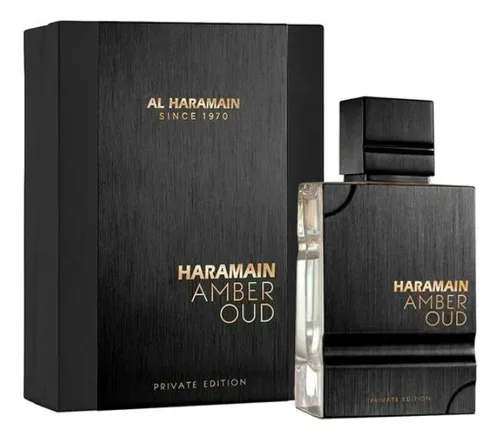 AL HARAMAIN
SINCE 1970
HARAMAIN
AMBER
OUD
PRIVATE EDITION
HARAMAIN
AMBER
OUD
PRIVATE EDITION